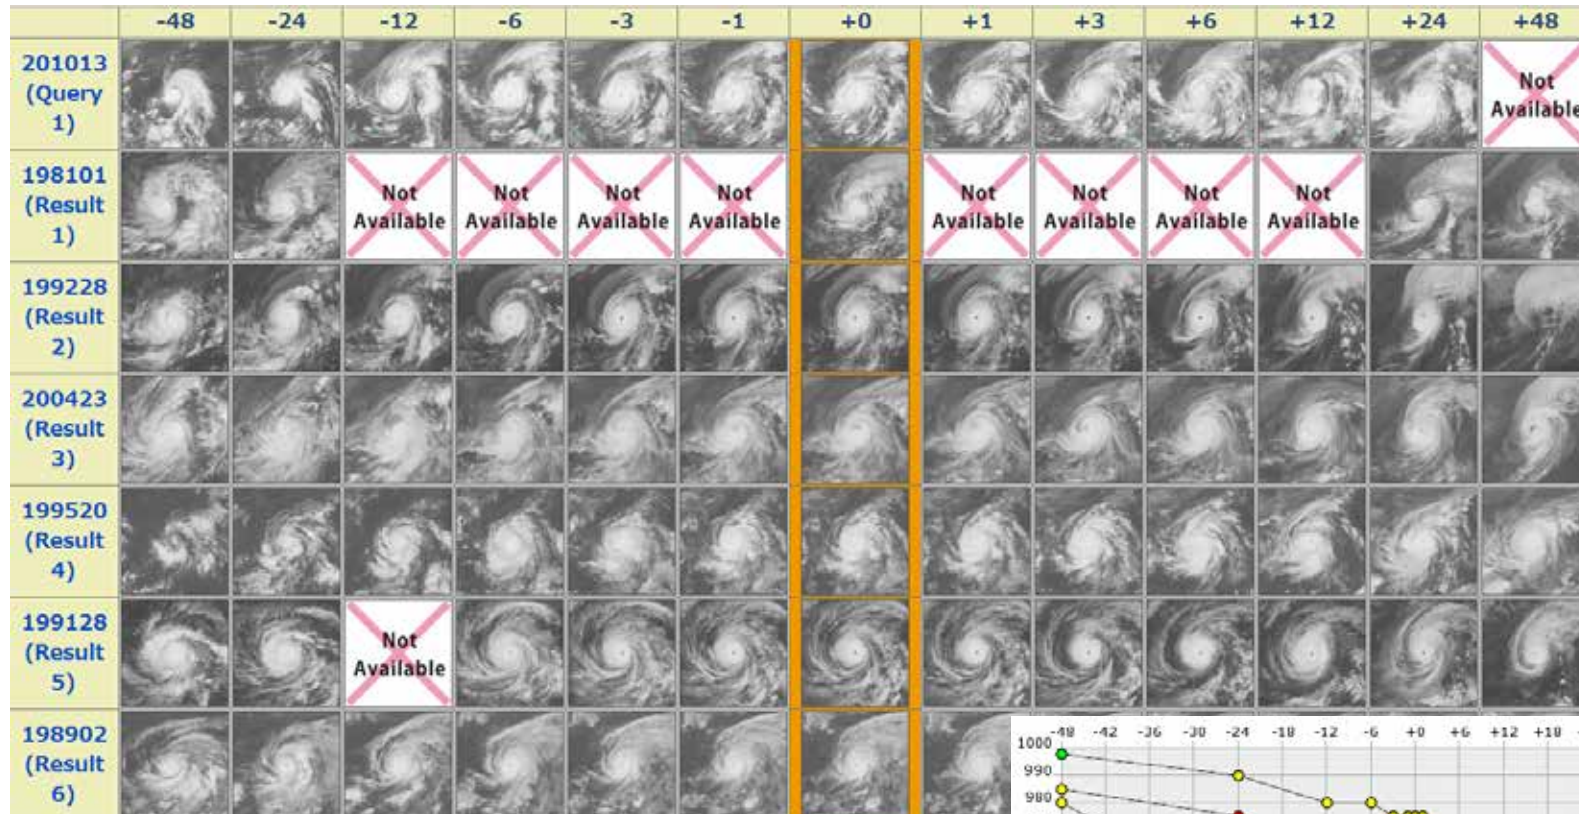 -48 -24 -12 -6 -3 -1 +0 +1 +3 +6 +12 +24 +48
201013
(Query
1)
Not
Available
198101
(Result
1)
Not Not Not Not Not Not Not Not
Available Available Available Available Available Available Available Available
199228
(Result
2)
200423
(Result
3)
199520
(Result
4)
199128
(Result
5)
Not
Available
198902
(Result
6)
-48 -42 -36 -30 -24 -18 -12 -6 +0 +6 +12 +18
1000
990
980